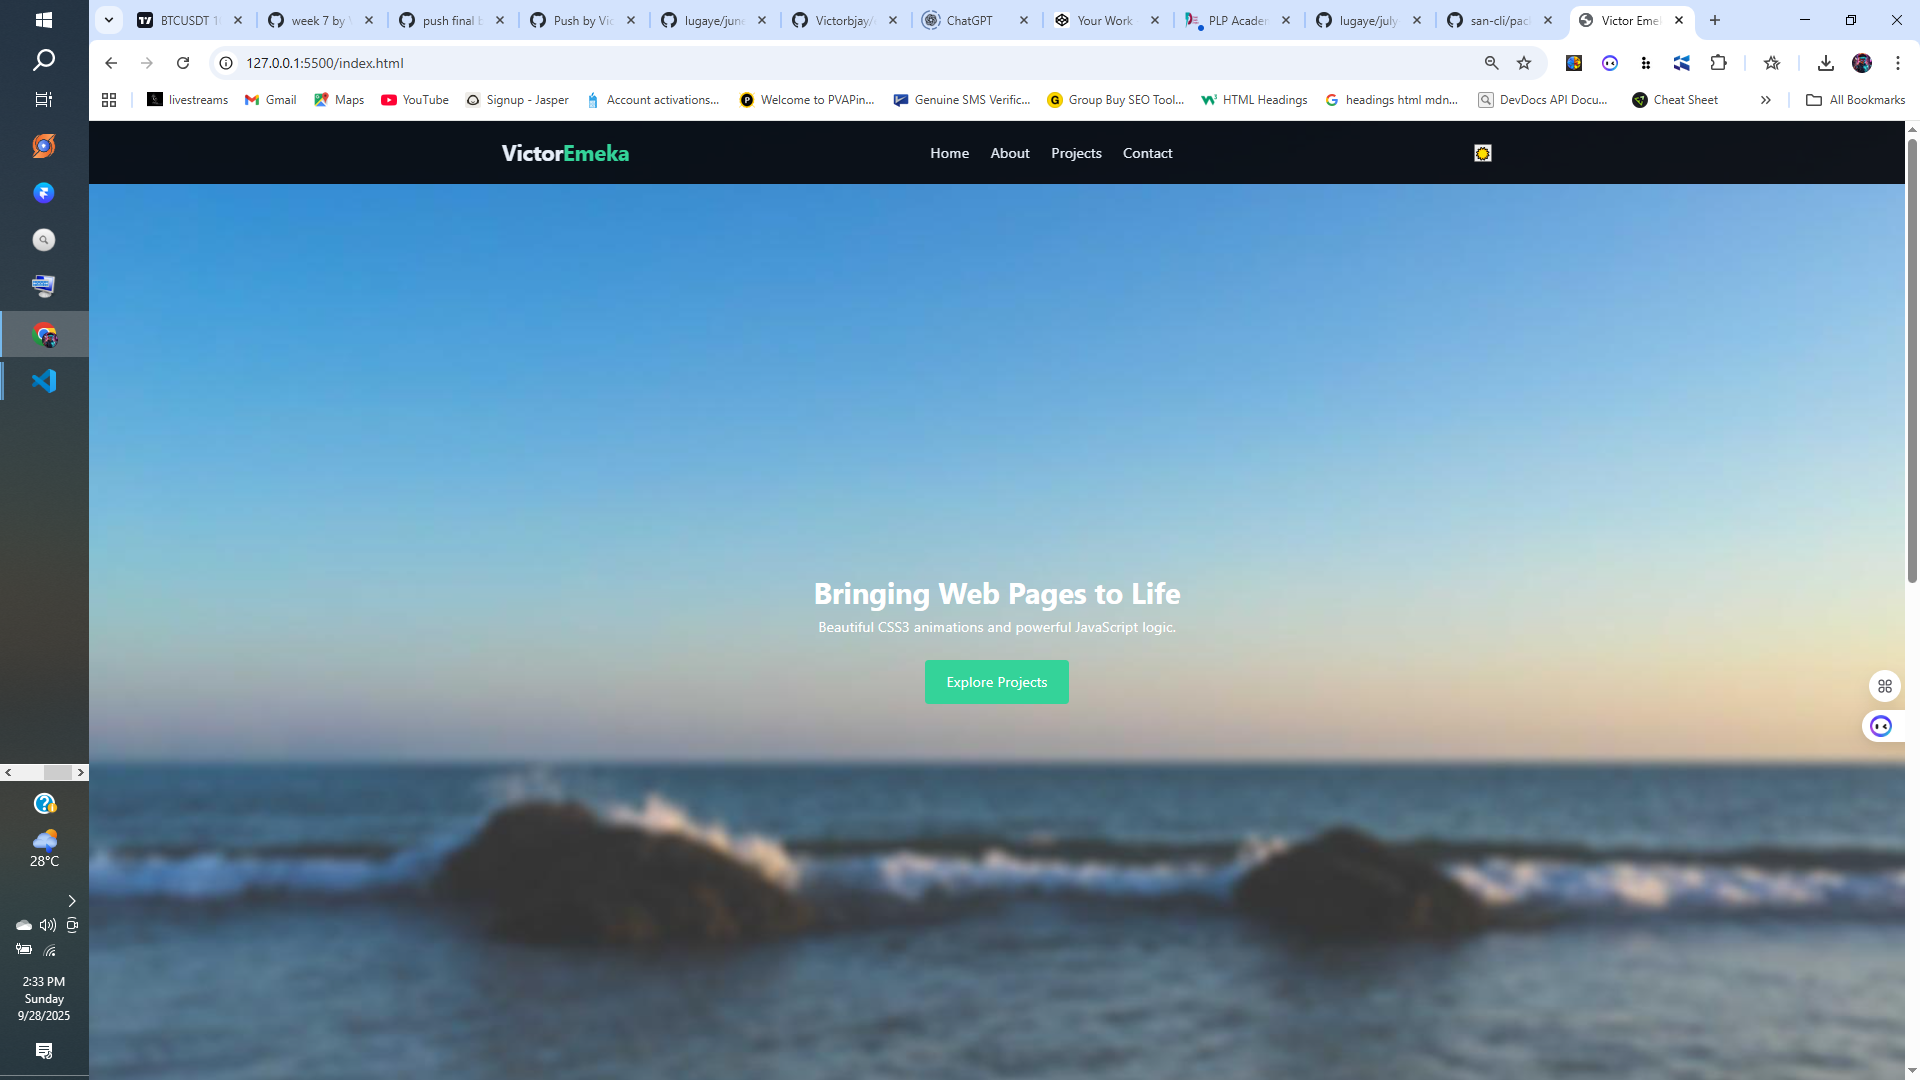 BTCUSDT
week 7 by
push final
Push by Vic
lugaye/june
Victorbjay/
ChatGPT
Your Work
PLP Academ
lugaye/july
san-cli/pac
Victor Eme
127.0.0.1:5500/index.html
livestreams
Gmail
Maps
YouTube
Signup - Jasper
Account activations...
Welcome to PVAPin...
Genuine SMS Verific...
Group Buy SEO Tool...
HTML Headings
headings html mdn...
DevDocs API Docu...
Cheat Sheet
All Bookmarks
VictorEmeka
Home
About
Projects
Contact
Bringing Web Pages to Life
Beautiful CSS3 animations and powerful JavaScript logic.
Explore Projects
28°C
2:33 PM
Sunday
9/28/2025